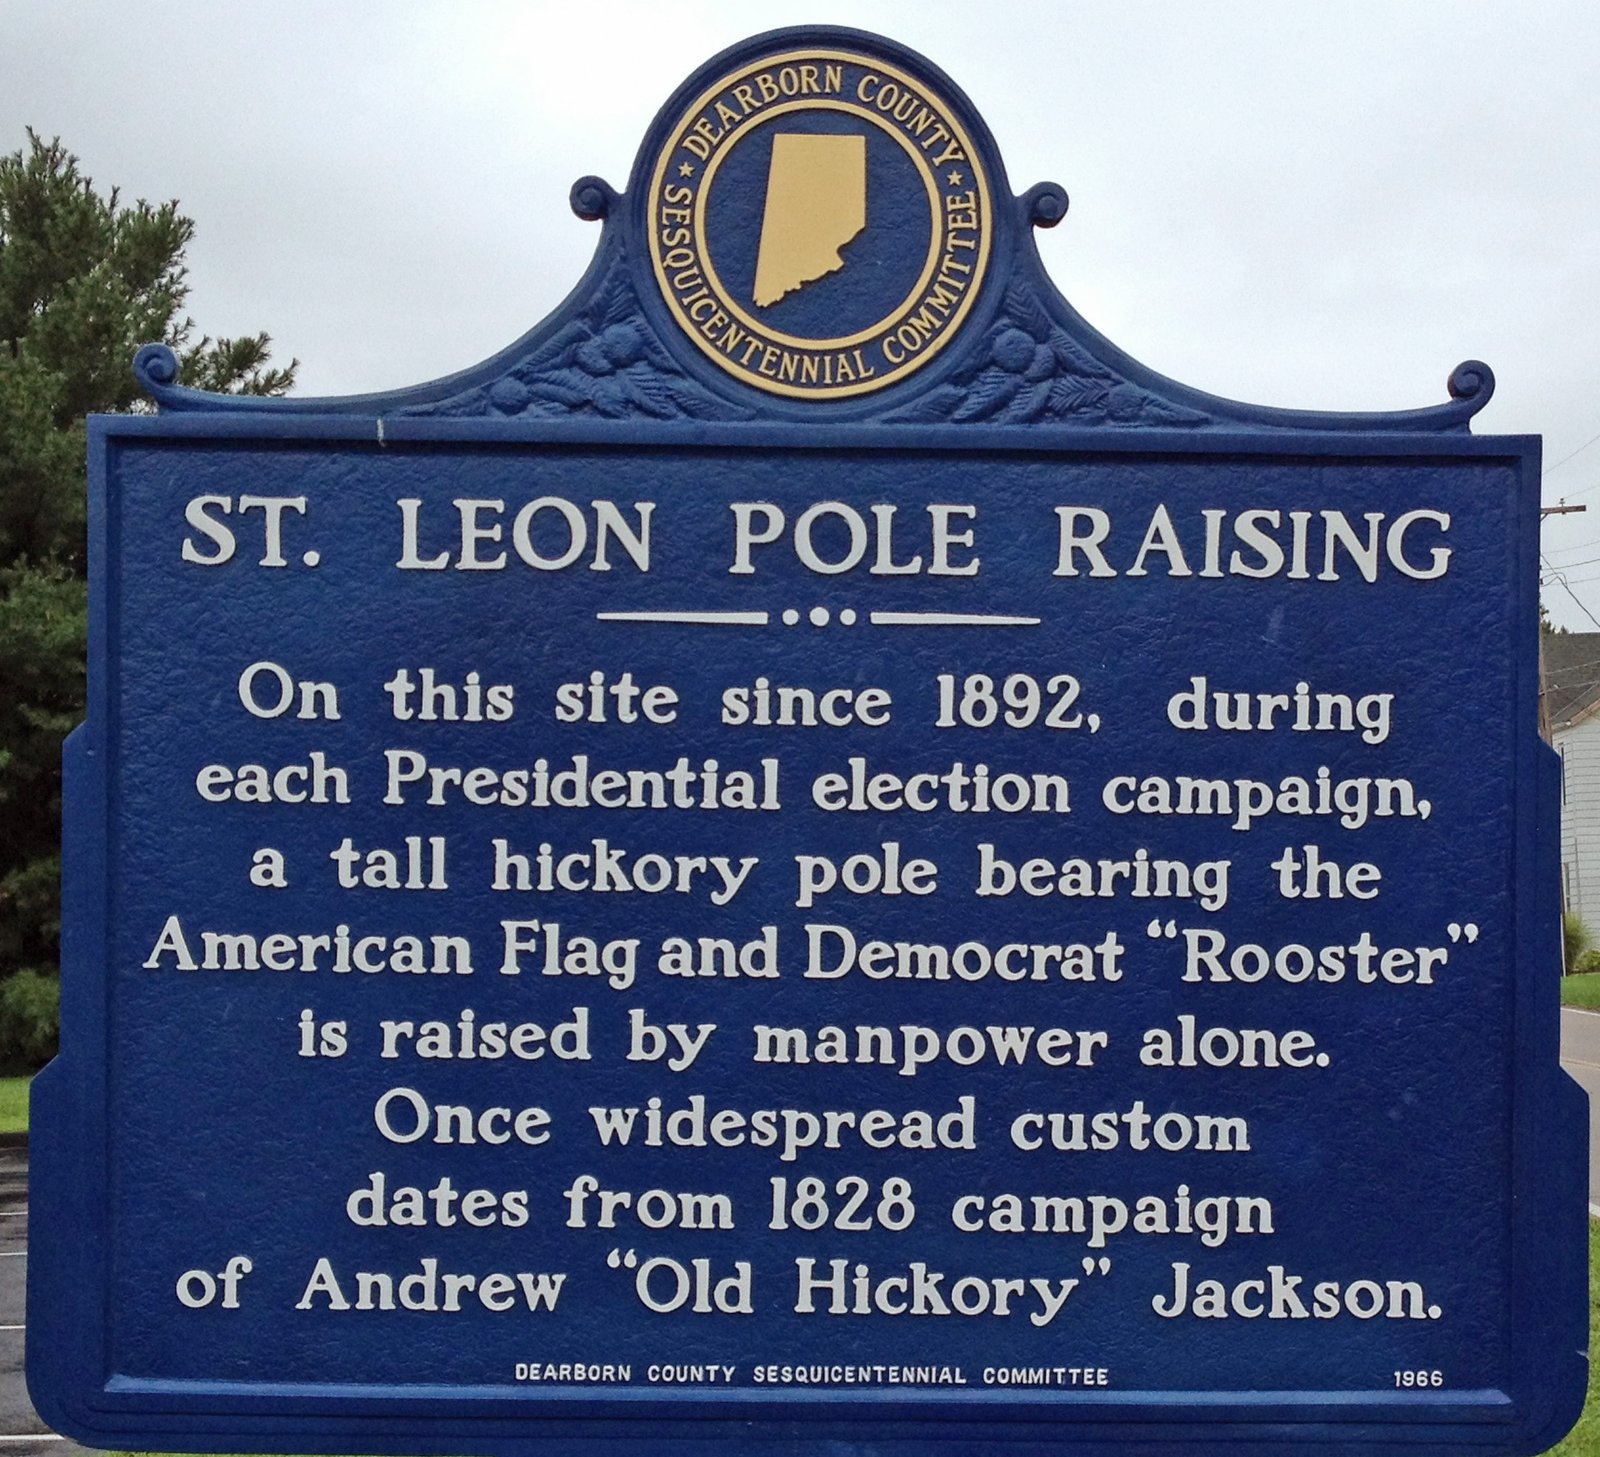 ★ DEARBORN COUNTY ★
SESQUICENTENNIAL COMMITTEE
ST. LEON POLE RAISING
On this site since 1892, during
each Presidential election campaign,
a tall hickory pole bearing the
American Flag and Democrat “Rooster”
is raised by manpower alone.
Once widespread custom
dates from 1828 campaign
of Andrew “Old Hickory” Jackson.
DEARBORN COUNTY SESQUICENTENNIAL COMMITTEE 1966